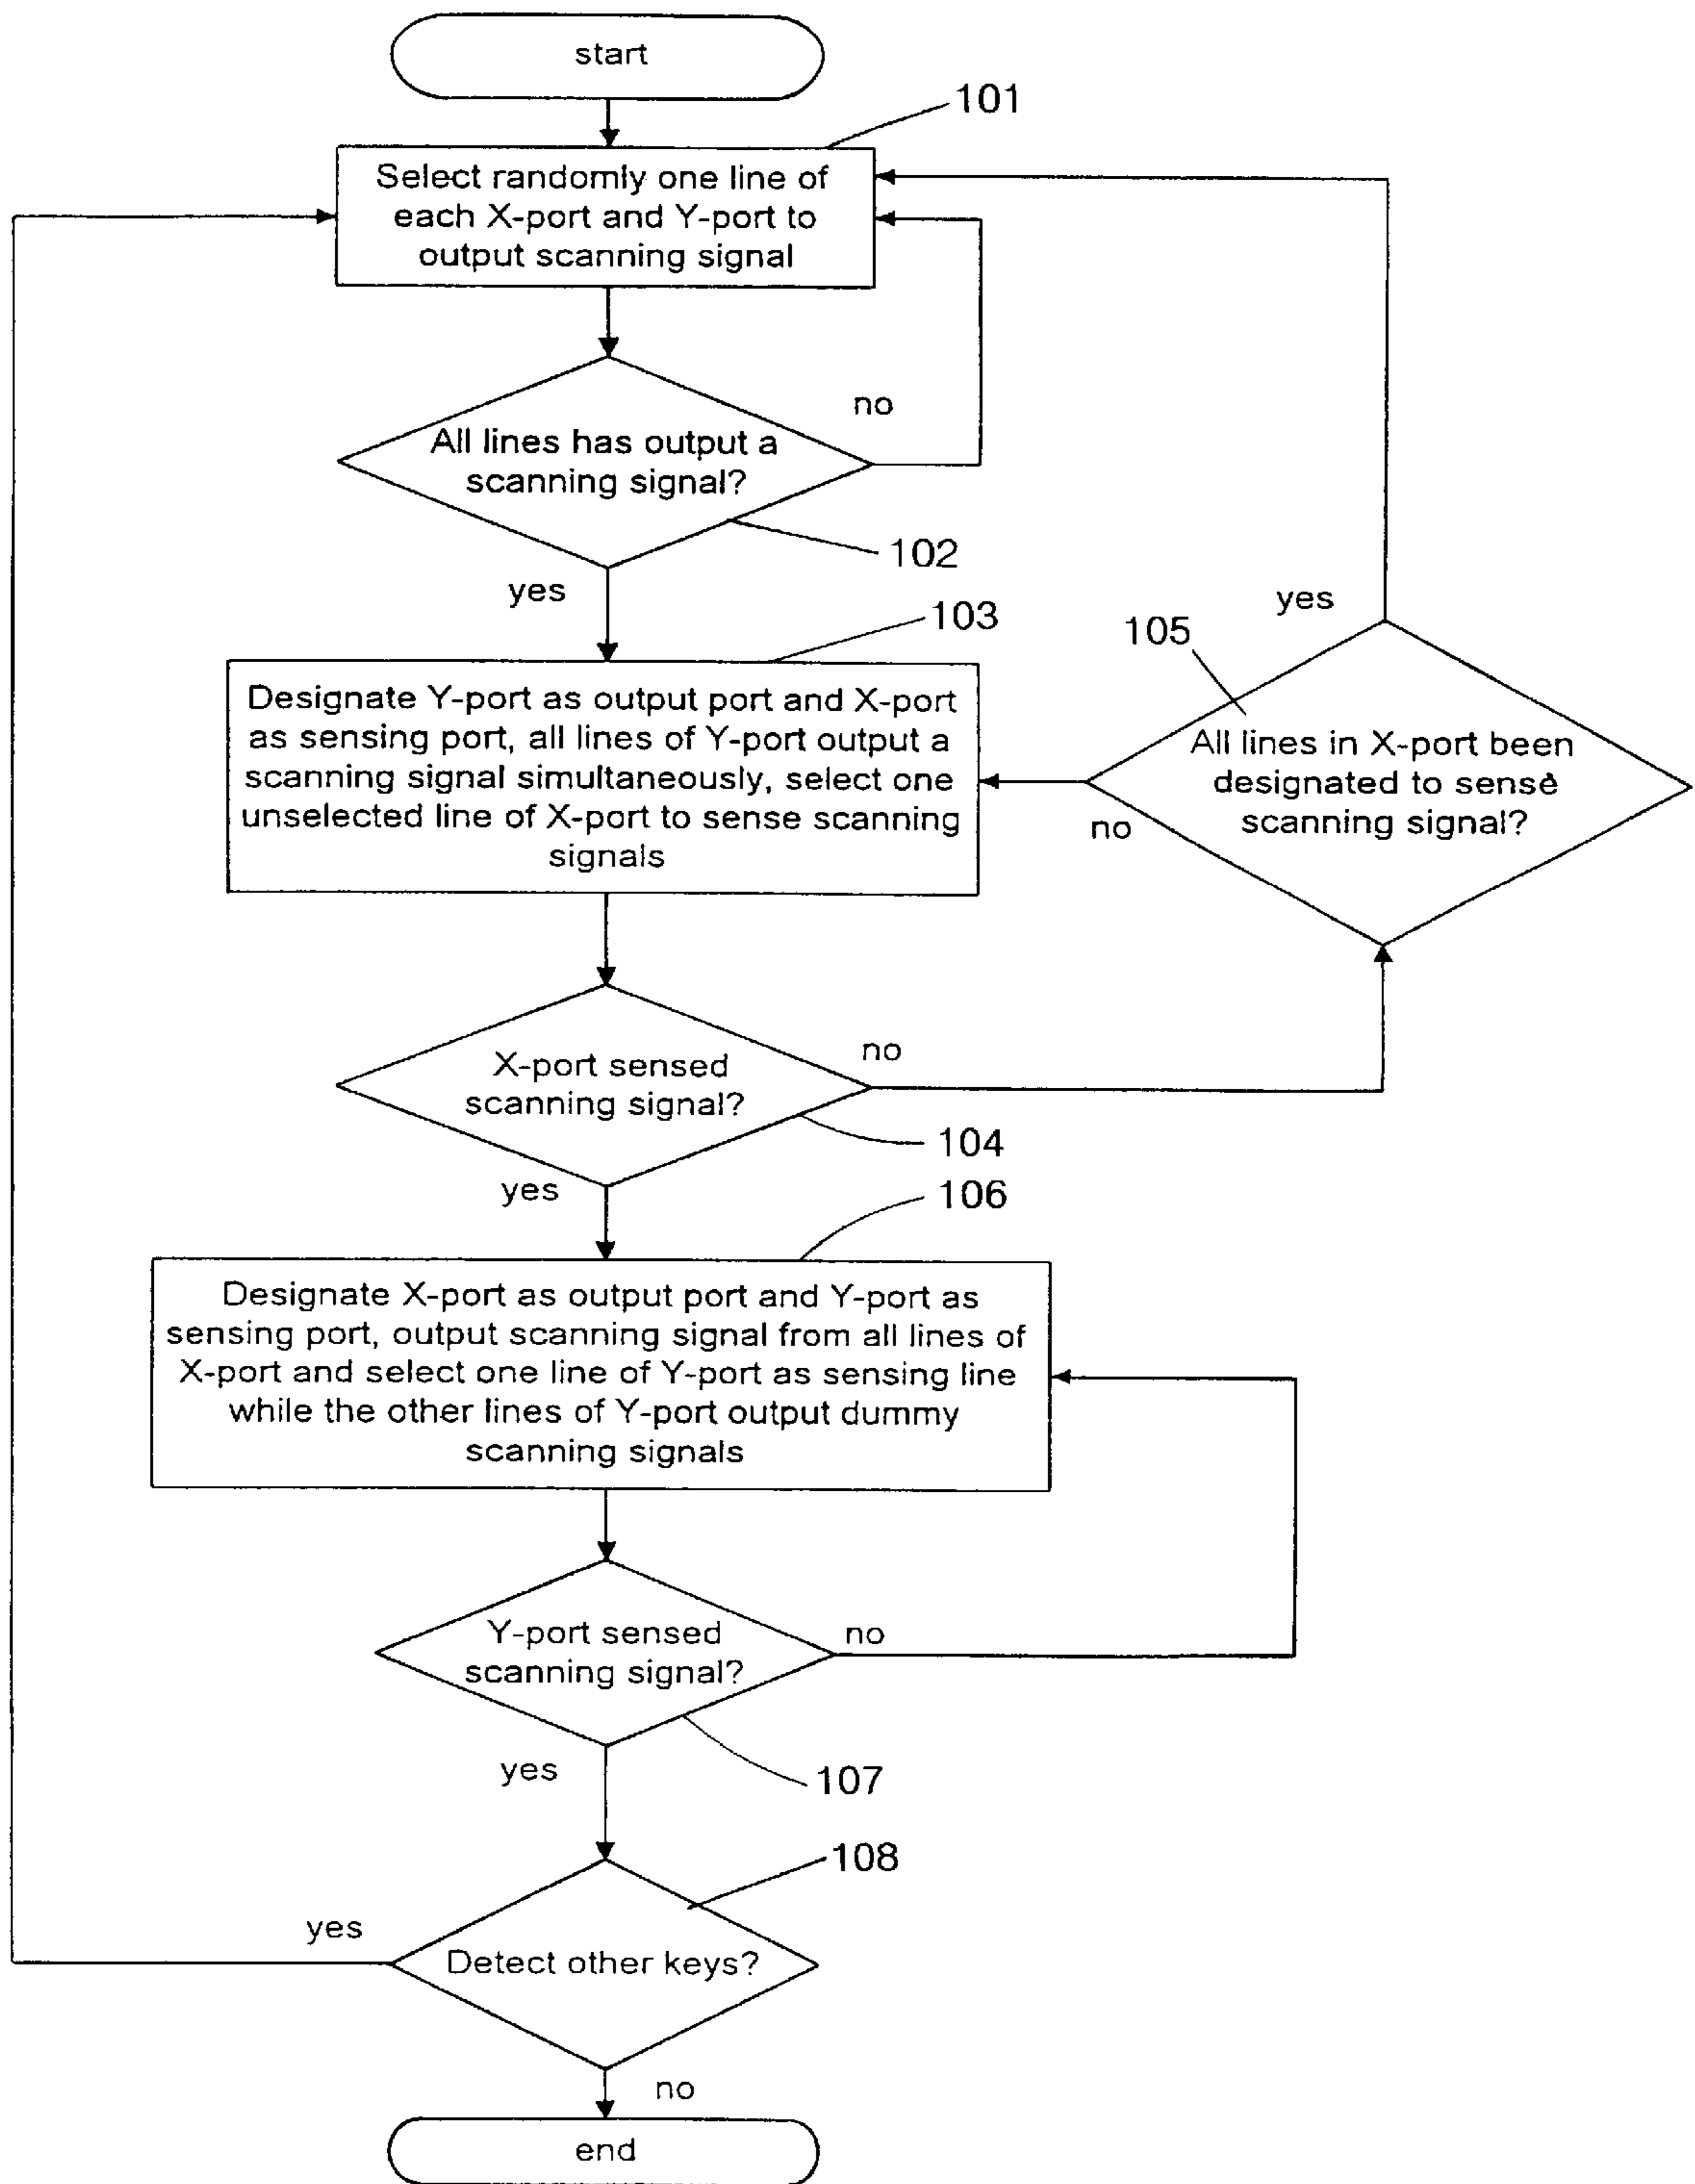 start
101
Select randomly one line of
each X-port and Y-port to
output scanning signal
no
All lines has output a
scanning signal?
102
yes
103
Designate Y-port as output port and X-port
as sensing port, all lines of Y-port output a
scanning signal simultaneously, select one
unselected line of X-port to sense scanning
signals
yes
105
All lines in X-port been
designated to sense
scanning signal?
no
X-port sensed
scanning signal?
no
104
yes
106
Designate X-port as output port and Y-port as
sensing port, output scanning signal from all lines of
X-port and select one line of Y-port as sensing line
while the other lines of Y-port output dummy
scanning signals
Y-port sensed
scanning signal?
no
yes
107
108
yes
Detect other keys?
no
end